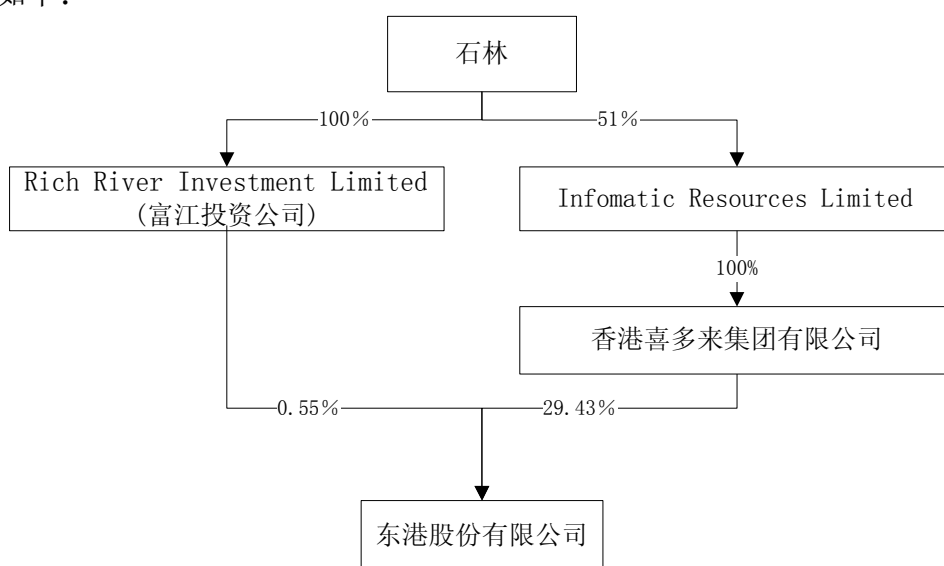 如下：
石林
100%
51%
Rich River Investment Limited
(富江投资公司)
Infomatic Resources Limited
100%
香港喜多来集团有限公司
0.55%
29.43%
东港股份有限公司